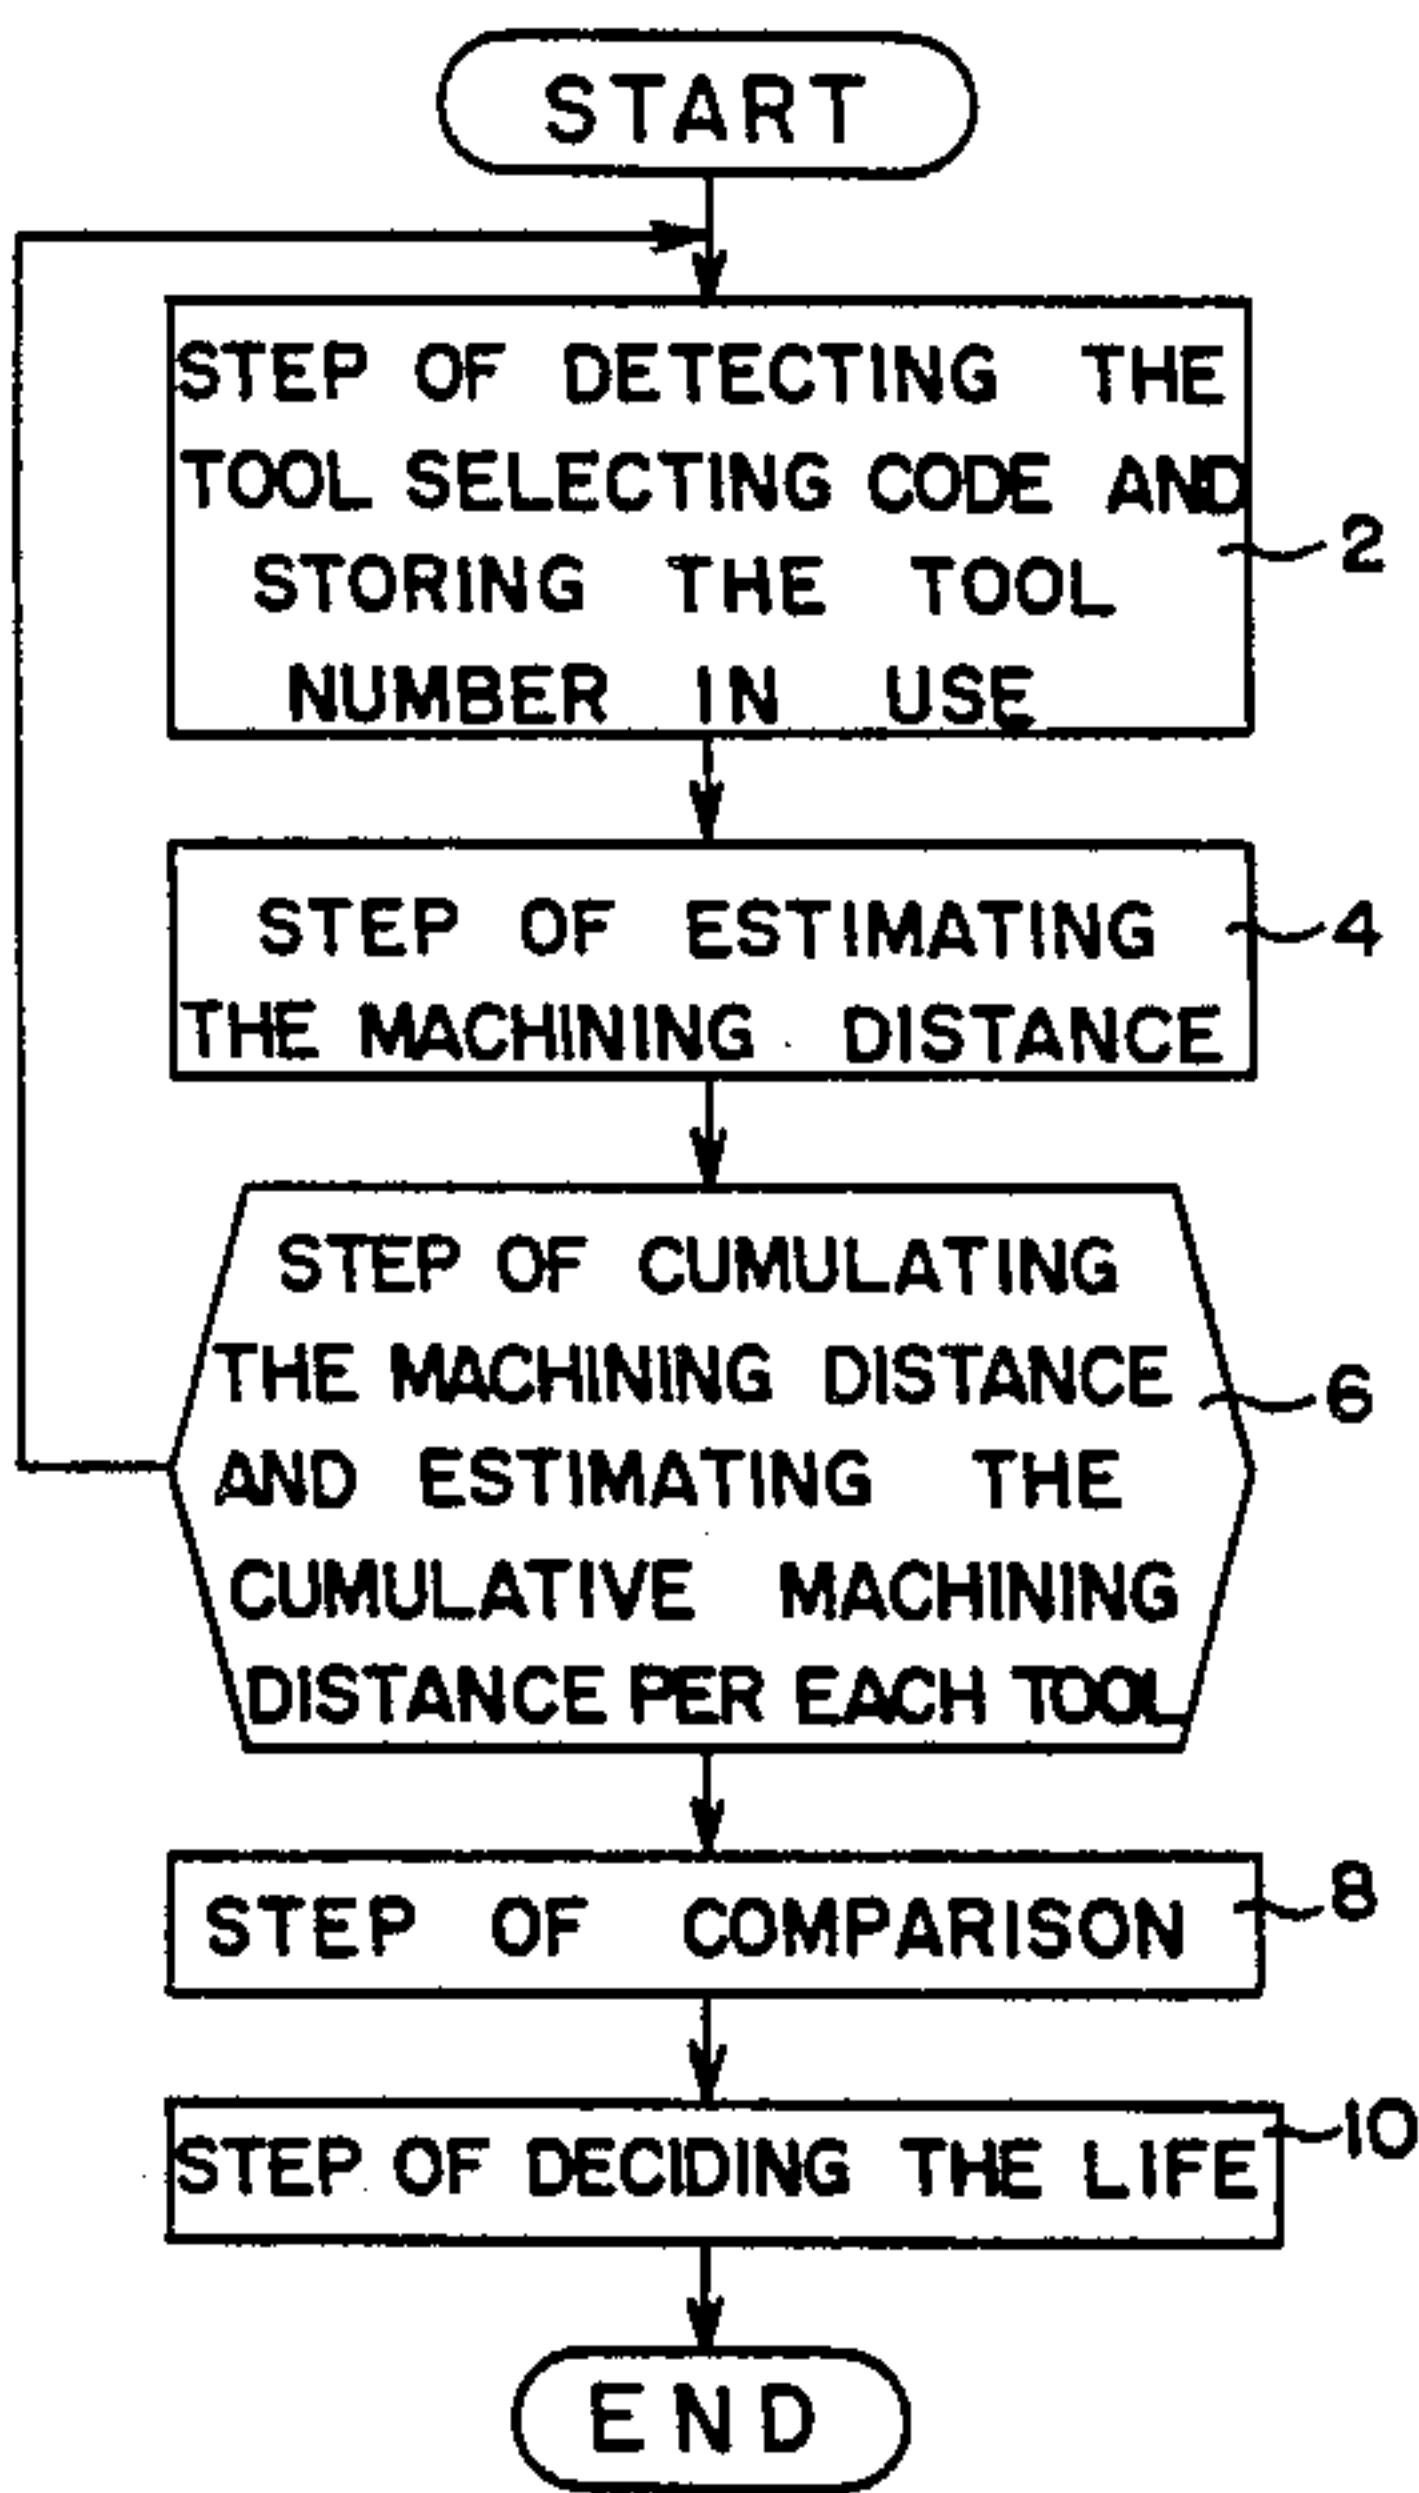 START
STEP OF DETECTING THE
TOOL SELECTING CODE AND
STORING THE TOOL
NUMBER IN USE
2
STEP OF ESTIMATING
THE MACHINING DISTANCE
4
STEP OF CUMULATING
THE MACHINING DISTANCE
AND ESTIMATING THE
CUMULATIVE MACHINING
DISTANCE PER EACH TOOL
6
STEP OF COMPARISON
8
STEP OF DECIDING THE LIFE
10
END